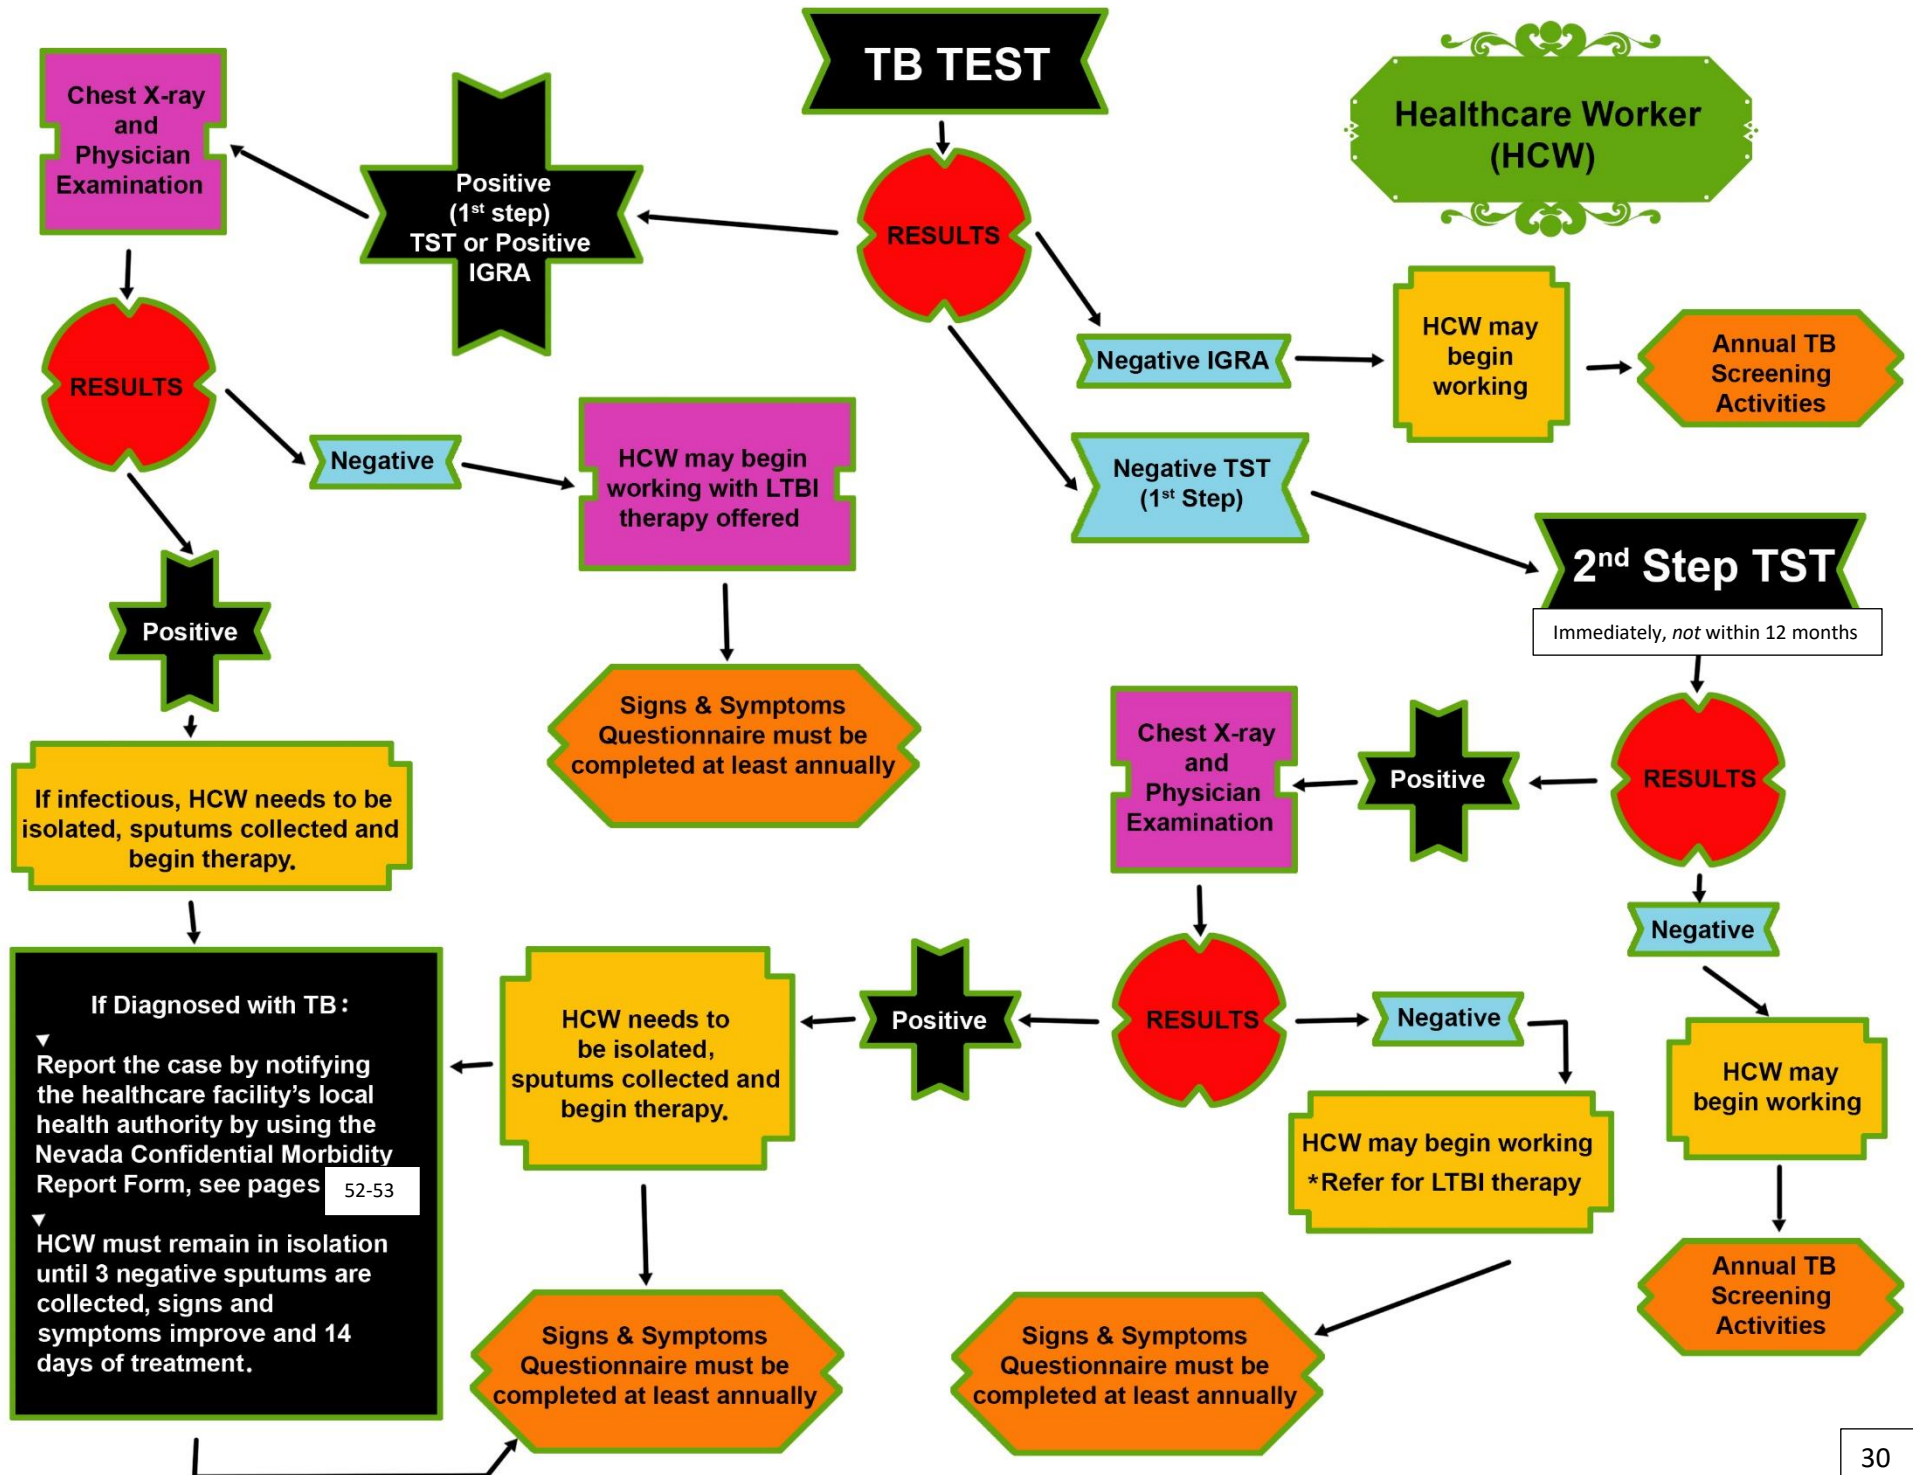 TB TEST
Healthcare Worker
(HCW)
Chest X-ray
and
Physician
Examination
Positive
(1st step)
TST or Positive
IGRA
RESULTS
Negative IGRA
HCW may
begin
working
Annual TB
Screening
Activities
RESULTS
Negative
HCW may begin
working with LTBI
therapy offered
Signs & Symptoms
Questionnaire must be
completed at least annually
Negative TST
(1st Step)
2nd Step TST
Immediately, not within 12 months
Positive
If infectious, HCW needs to be
isolated, sputums collected and
begin therapy.
If Diagnosed with TB:
Report the case by notifying
the healthcare facility's local
health authority by using the
Nevada Confidential Morbidity
Report Form, see pages 52-53
HCW must remain in isolation
until 3 negative sputums are
collected, signs and
symptoms improve and 14
days of treatment.
RESULTS
Positive
Chest X-ray
and
Physician
Examination
Negative
HCW may
begin working
Annual TB
Screening
Activities
RESULTS
Negative
HCW may begin working
*Refer for LTBI therapy
Signs & Symptoms
Questionnaire must be
completed at least annually
Positive
HCW needs to
be isolated,
sputums collected and
begin therapy.
Signs & Symptoms
Questionnaire must be
completed at least annually
30